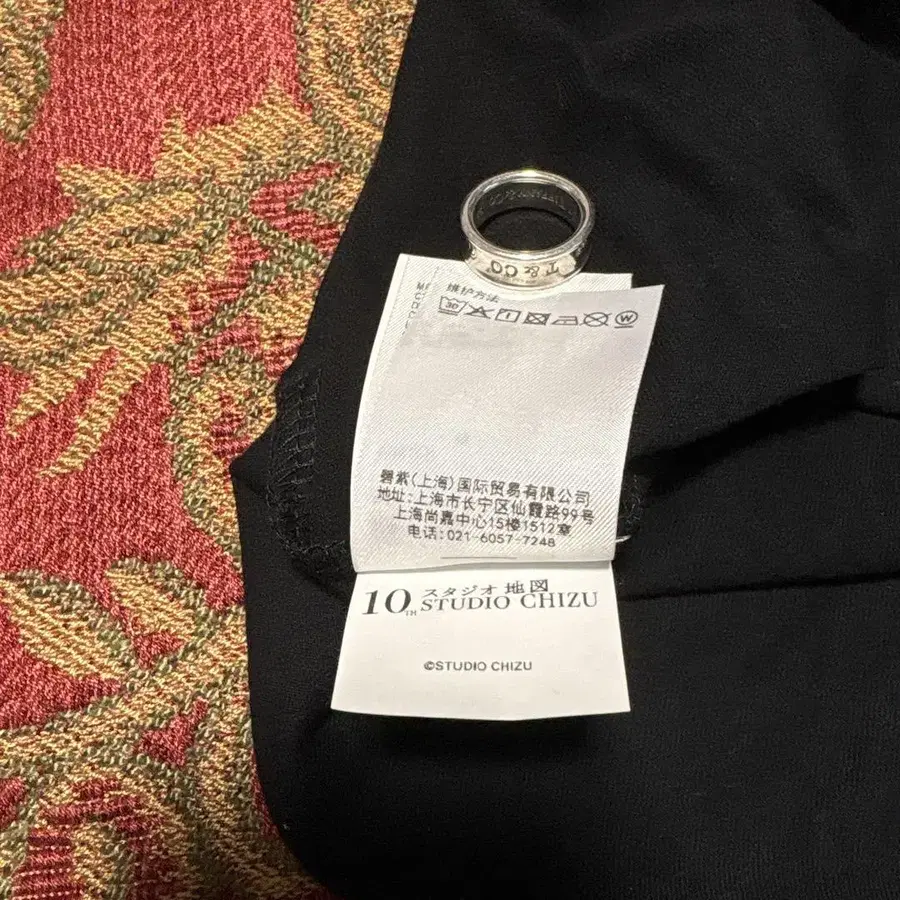 T & CO.
维护方法
30
W
碧紫(上海)国际贸易有限公司
地址:上海市长宁区仙霞路99号
上海尚嘉中心15楼1512室
电话:021-6057-7248
スタジオ 地図
10TH STUDIO CHIZU
©STUDIO CHIZU